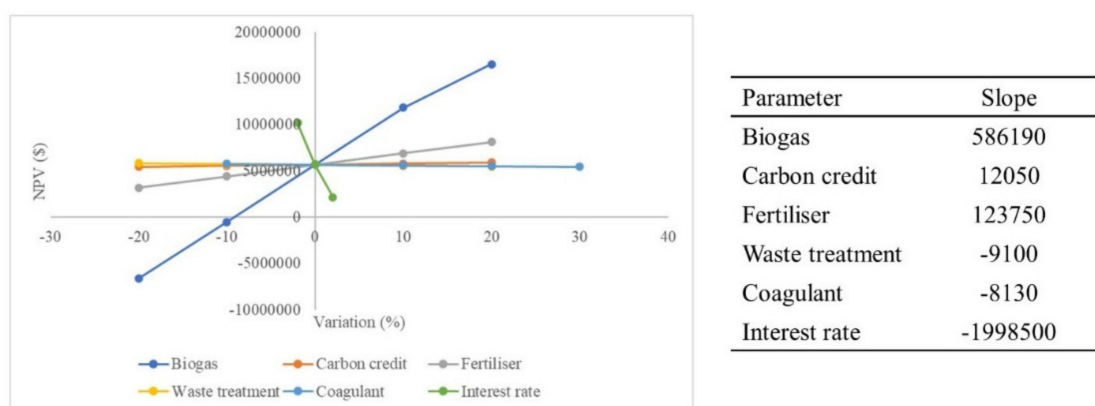 20000000
15000000
10000000
5000000
0
-5000000
-10000000
-30 -20 -10 0 10 20 30 40
NPV ($)
Variation (%)
Biogas Carbon credit Fertiliser
Waste treatment Coagulant Interest rate
Parameter Slope
Biogas 586190
Carbon credit 12050
Fertiliser 123750
Waste treatment -9100
Coagulant -8130
Interest rate -1998500